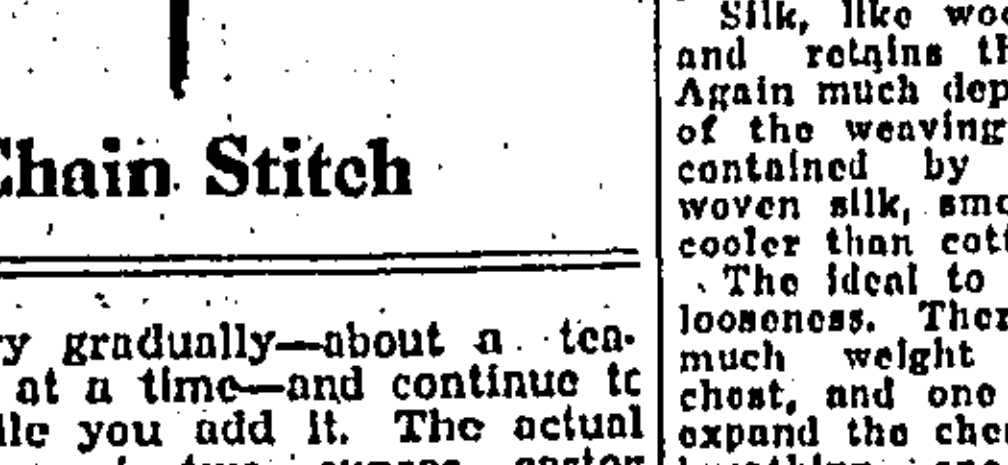 Chain Stitch
ry gradually—about a tea-
at a time—and continue to
ile you add it. The actual
Silk, like woo
and retains th
Again much dep
of the weaving
contained by
woven silk, smo
cooler than cott
The ideal to
looseness. Ther
much weight
chest, and one
expand the ches